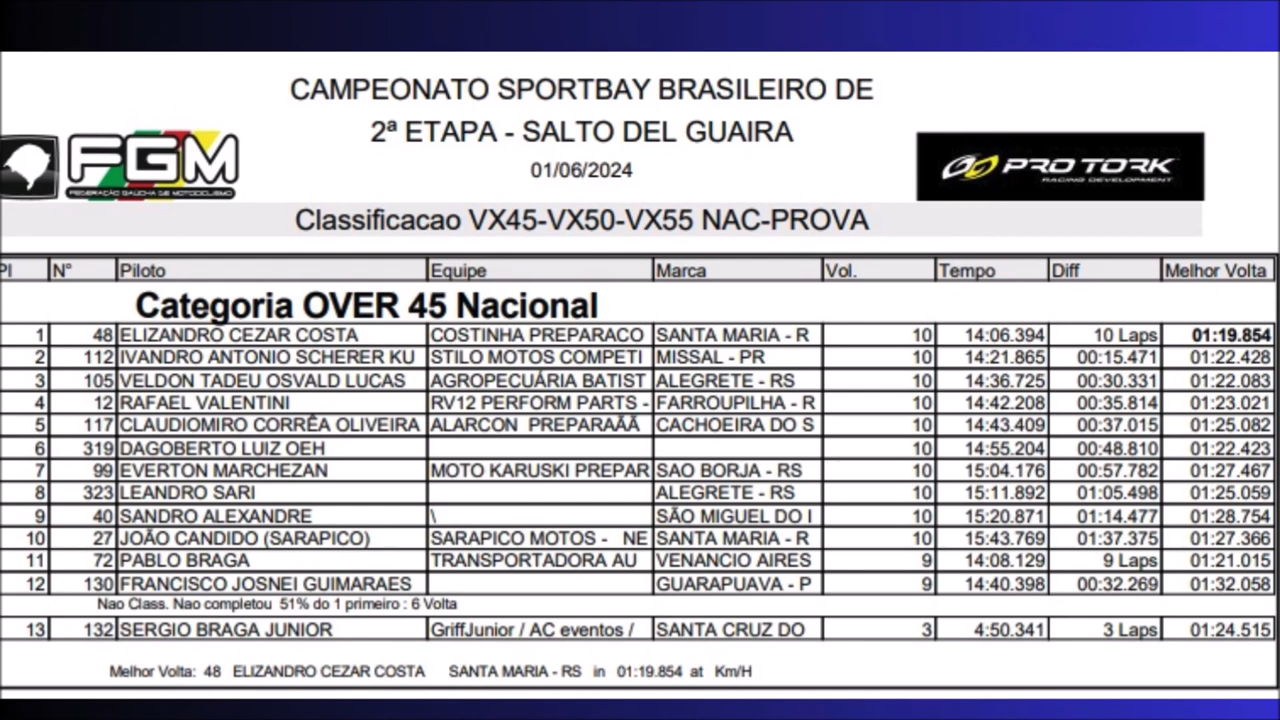 CAMPEONATO SPORTBAY BRASILEIRO DE
2ª ETAPA - SALTO DEL GUAIRA
01/06/2024
FGM
FEDERAÇÃO GAÚCHA DE MOTOCICLISMO
PRO TORK
RACING DEVELOPMENT
Classificacao VX45-VX50-VX55 NAC-PROVA
Pl N° Piloto Equipe Marca Vol. Tempo Diff Melhor Volta
Categoria OVER 45 Nacional
1 48 ELIZANDRO CEZAR COSTA COSTINHA PREPARACO SANTA MARIA - R 10 14:06.394 10 Laps 01:19.854
2 112 IVANDRO ANTONIO SCHERER KU STILO MOTOS COMPETI MISSAL - PR 10 14:21.865 00:15.471 01:22.428
3 105 VELDON TADEU OSVALD LUCAS AGROPECUÁRIA BATIST ALEGRETE - RS 10 14:36.725 00:30.331 01:22.083
4 12 RAFAEL VALENTINI RV12 PERFORM PARTS - FARROUPILHA - R 10 14:42.208 00:35.814 01:23.021
5 117 CLAUDIOMIRO CORRÊA OLIVEIRA ALARCON PREPARAÃÃ CACHOEIRA DO S 10 14:43.409 00:37.015 01:25.082
6 319 DAGOBERTO LUIZ OEH 10 14:55.204 00:48.810 01:22.423
7 99 EVERTON MARCHEZAN MOTO KARUSKI PREPAR SAO BORJA - RS 10 15:04.176 00:57.782 01:27.467
8 323 LEANDRO SARI ALEGRETE - RS 10 15:11.892 01:05.498 01:25.059
9 40 SANDRO ALEXANDRE \ SÃO MIGUEL DO I 10 15:20.871 01:14.477 01:28.754
10 27 JOÃO CANDIDO (SARAPICO) SARAPICO MOTOS - NE SANTA MARIA - R 10 15:43.769 01:37.375 01:27.366
11 72 PABLO BRAGA TRANSPORTADORA AU VENANCIO AIRES 9 14:08.129 9 Laps 01:21.015
12 130 FRANCISCO JOSNEI GUIMARAES GUARAPUAVA - P 9 14:40.398 00:32.269 01:32.058
Nao Class. Nao completou 51% do 1 primeiro : 6 Volta
13 132 SERGIO BRAGA JUNIOR GriffJunior / AC eventos / SANTA CRUZ DO 3 4:50.341 3 Laps 01:24.515
Melhor Volta: 48 ELIZANDRO CEZAR COSTA SANTA MARIA - RS in 01:19.854 at Km/H